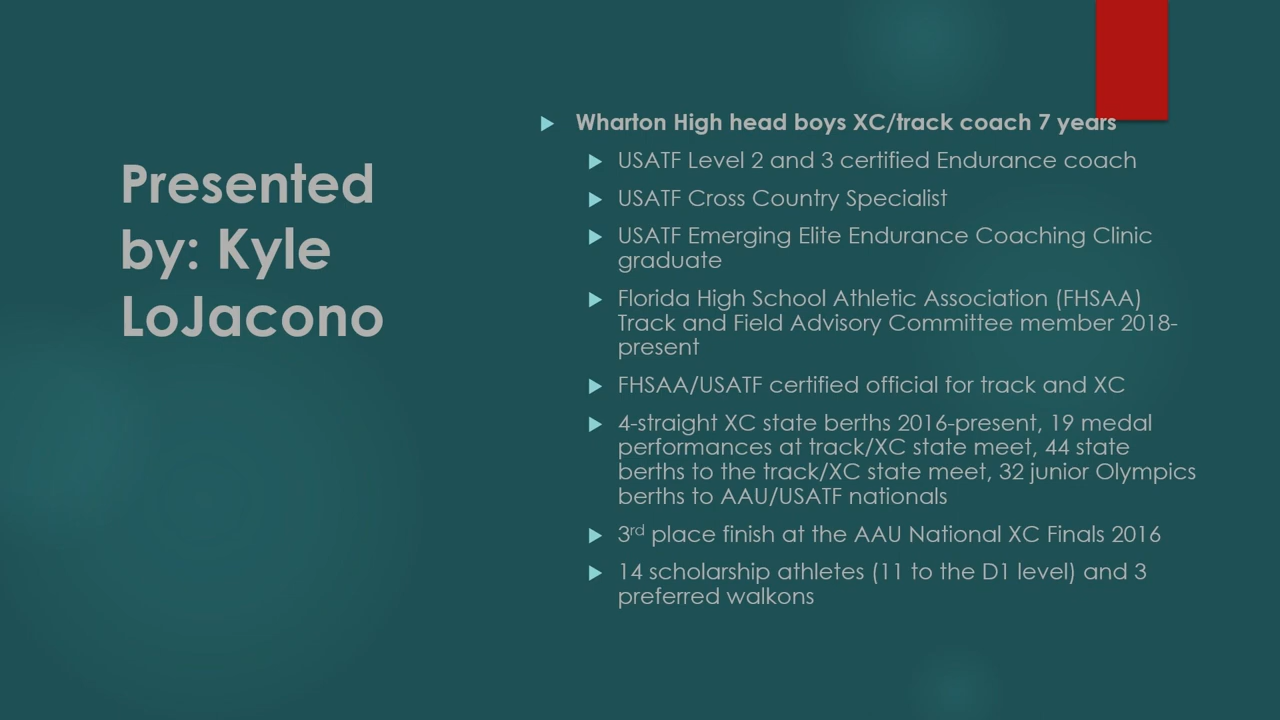 Presented
by: Kyle
LoJacono
Wharton High head boys XC/track coach 7 years
USATF Level 2 and 3 certified Endurance coach
USATF Cross Country Specialist
USATF Emerging Elite Endurance Coaching Clinic
graduate
Florida High School Athletic Association (FHSAA)
Track and Field Advisory Committee member 2018-
present
FHSAA/USATF certified official for track and XC
4-straight XC state berths 2016-present, 19 medal
performances at track/XC state meet, 44 state
berths to the track/XC state meet, 32 junior Olympics
berths to AAU/USATF nationals
3rd place finish at the AAU National XC Finals 2016
14 scholarship athletes (11 to the D1 level) and 3
preferred walkons